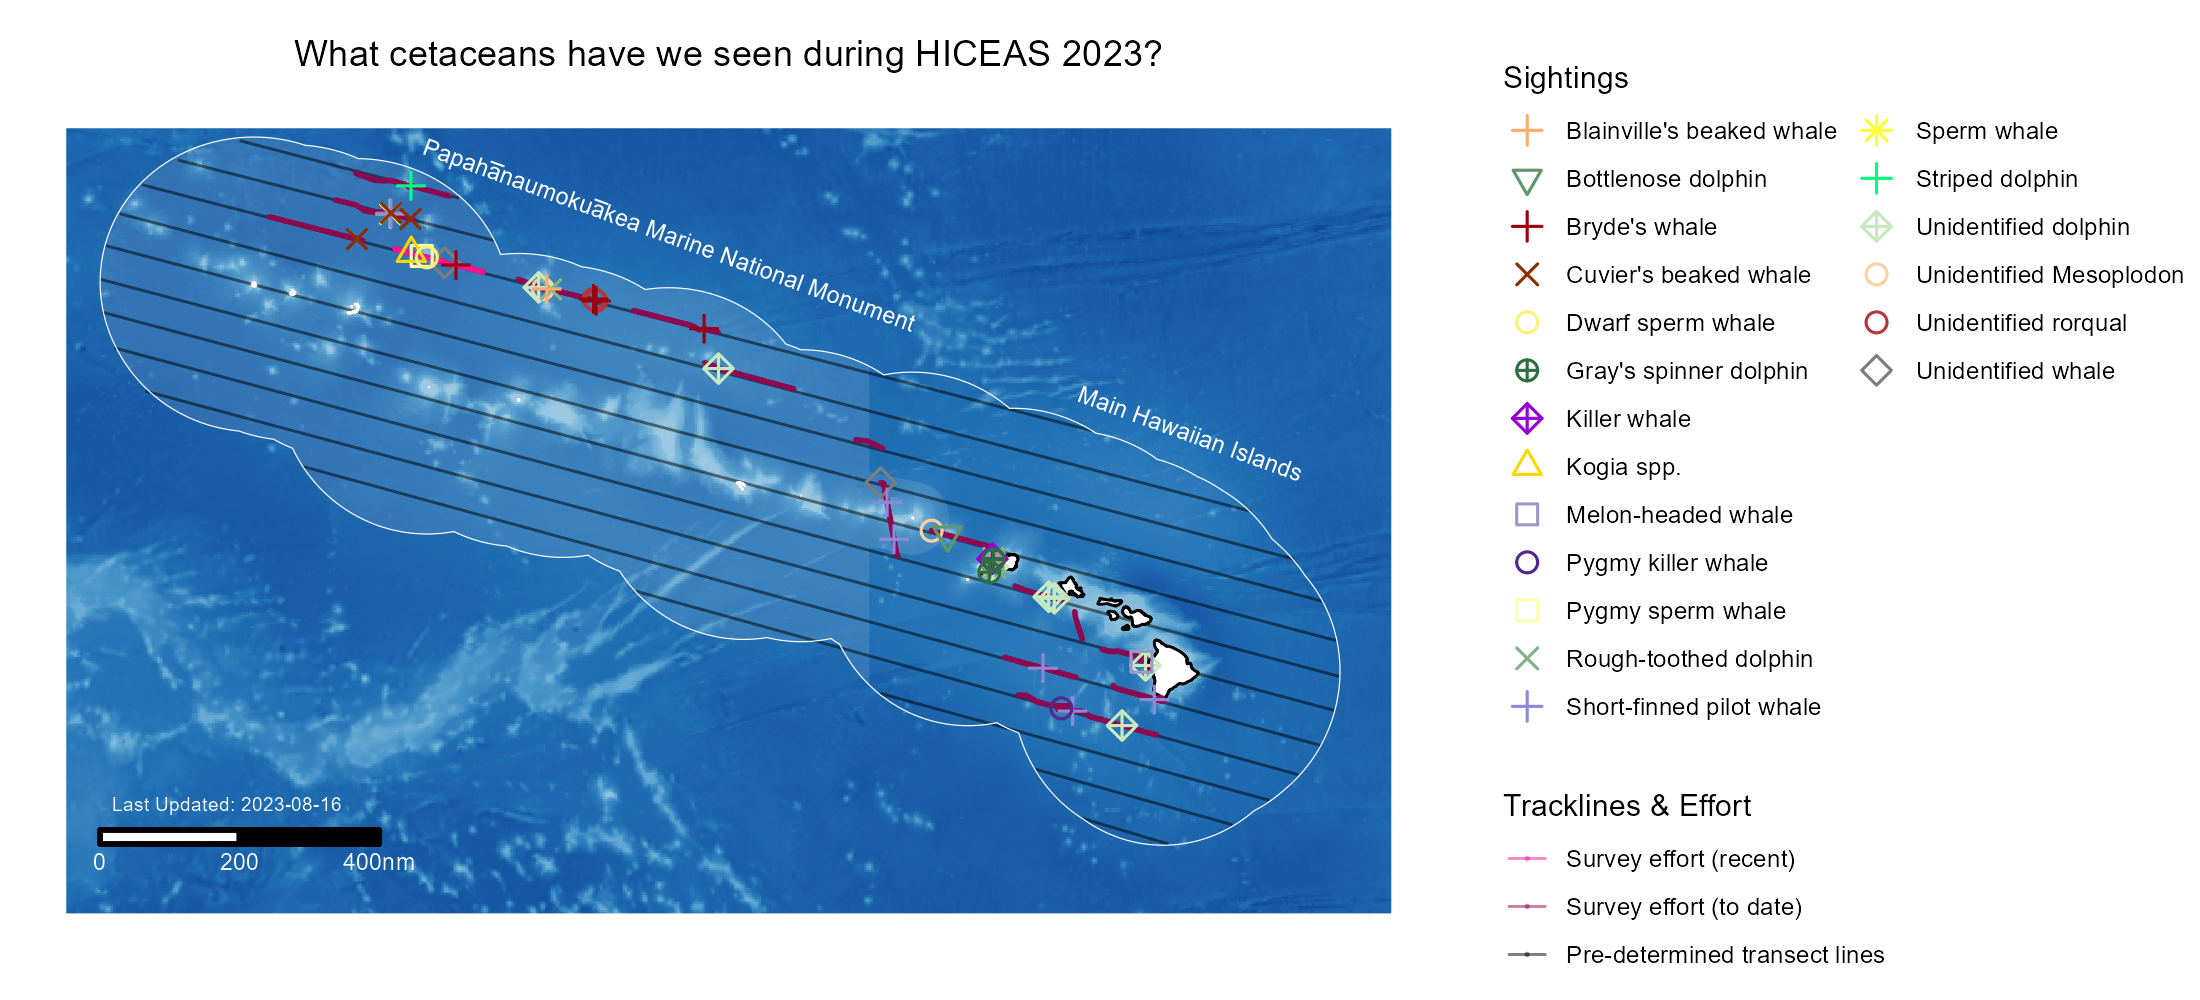 What cetaceans have we seen during HICEAS 2023?
Papahānaumokuākea Marine National Monument
Main Hawaiian Islands
Last Updated: 2023-08-16
0 200 400nm
Sightings
Blainville's beaked whale
Bottlenose dolphin
Bryde's whale
Cuvier's beaked whale
Dwarf sperm whale
Gray's spinner dolphin
Killer whale
Kogia spp.
Melon-headed whale
Pygmy killer whale
Pygmy sperm whale
Rough-toothed dolphin
Short-finned pilot whale
Sperm whale
Striped dolphin
Unidentified dolphin
Unidentified Mesoplodon
Unidentified rorqual
Unidentified whale
Tracklines & Effort
Survey effort (recent)
Survey effort (to date)
Pre-determined transect lines